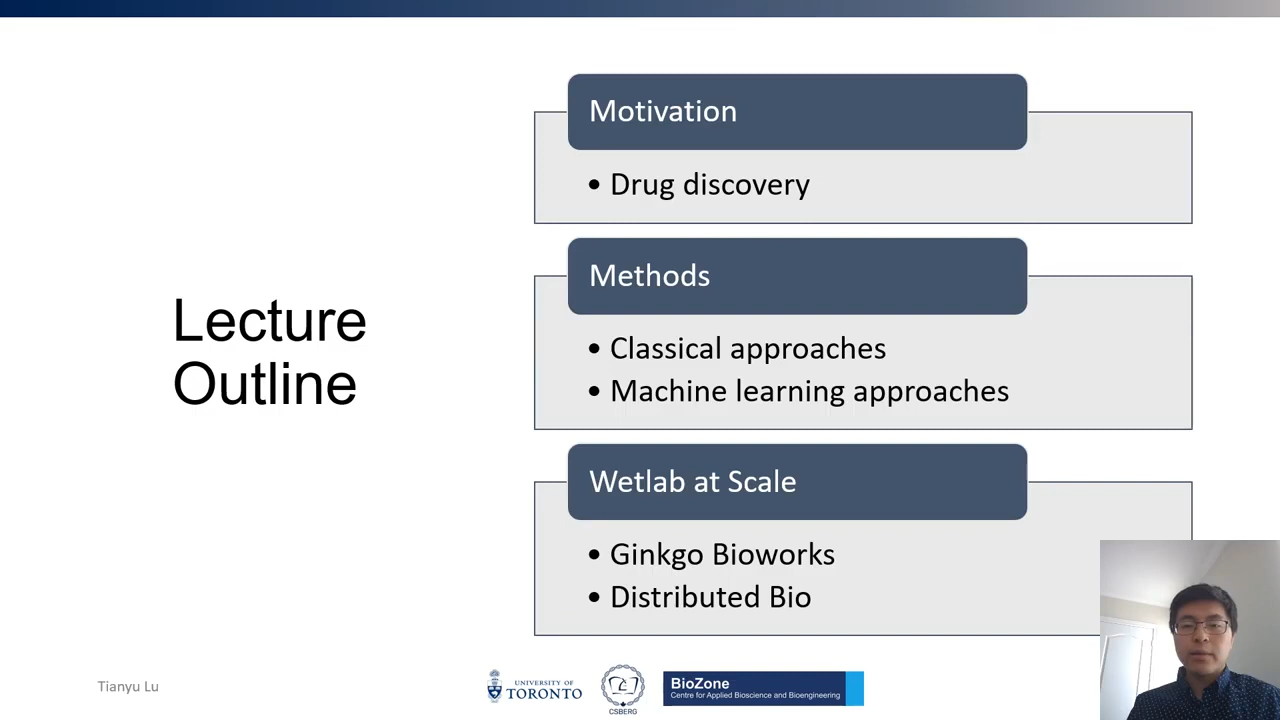 Lecture
Outline
Motivation
• Drug discovery
Methods
• Classical approaches
• Machine learning approaches
Wetlab at Scale
• Ginkgo Bioworks
• Distributed Bio
Tianyu Lu
UNIVERSITY OF
TORONTO
CSBERG
BioZone
Centre for Applied Bioscience and Bioengineering